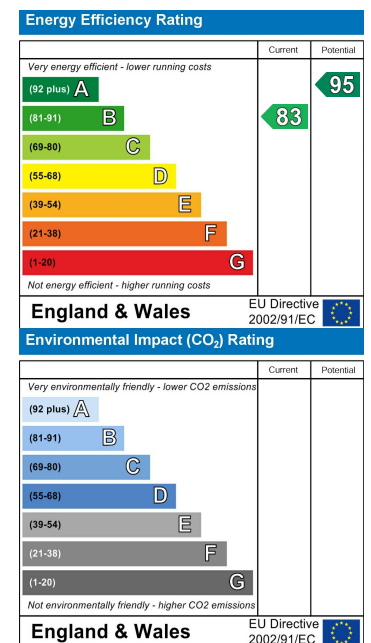 Energy Efficiency Rating
Current Potential
Very energy efficient - lower running costs
(92 plus) A 95
(81-91) B 83
(69-80) C
(55-68) D
(39-54) E
(21-38) F
(1-20) G
Not energy efficient - higher running costs
England & Wales
EU Directive
2002/91/EC
Environmental Impact (CO₂) Rating
Current Potential
Very environmentally friendly - lower CO2 emissions
(92 plus) A
(81-91) B
(69-80) C
(55-68) D
(39-54) E
(21-38) F
(1-20) G
Not environmentally friendly - higher CO2 emissions
England & Wales
EU Directive
2002/91/EC